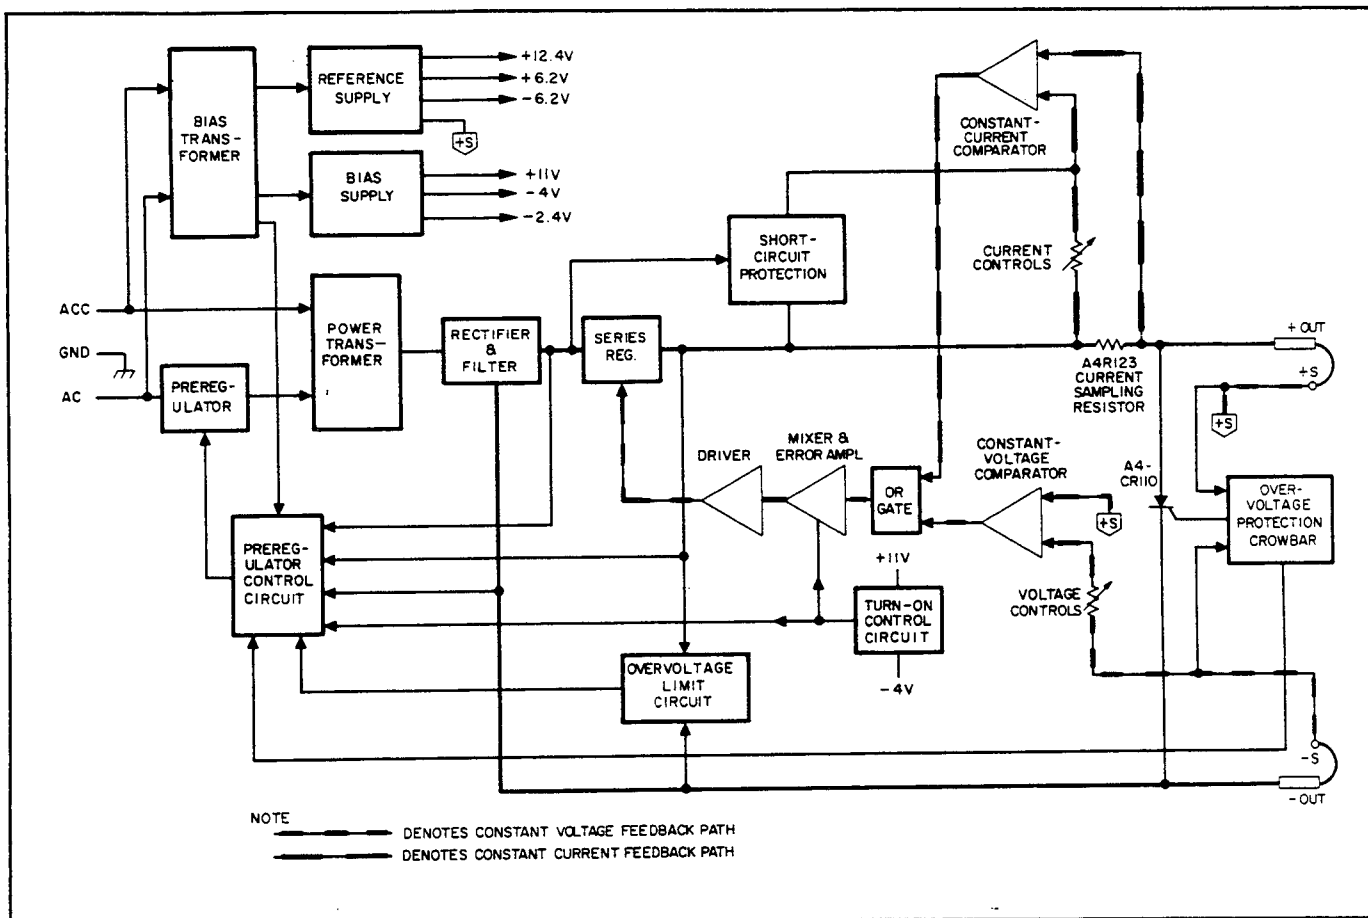 +12.4V
REFERENCE
SUPPLY
+6.2V
-6.2V
+S
BIAS
TRANS-
FORMER
BIAS
SUPPLY
+11V
-4V
-2.4V
CONSTANT-
CURRENT
COMPARATOR
SHORT-
CIRCUIT
PROTECTION
CURRENT
CONTROLS
ACC
GND
AC
POWER
TRANS-
FORMER
RECTIFIER
&
FILTER
SERIES
REG.
PREREG-
ULATOR
A4R123
CURRENT
SAMPLING
RESISTOR
+OUT
+S
+S
DRIVER
MIXER &
ERROR AMPL
OR
GATE
CONSTANT-
VOLTAGE
COMPARATOR
+S
A4-
CR110
OVER-
VOLTAGE
PROTECTION
CROWBAR
PREREG-
ULATOR
CONTROL
CIRCUIT
+11V
TURN-ON
CONTROL
CIRCUIT
-4V
VOLTAGE
CONTROLS
OVERVOLTAGE
LIMIT
CIRCUIT
-S
-OUT
NOTE
DENOTES CONSTANT VOLTAGE FEEDBACK PATH
DENOTES CONSTANT CURRENT FEEDBACK PATH